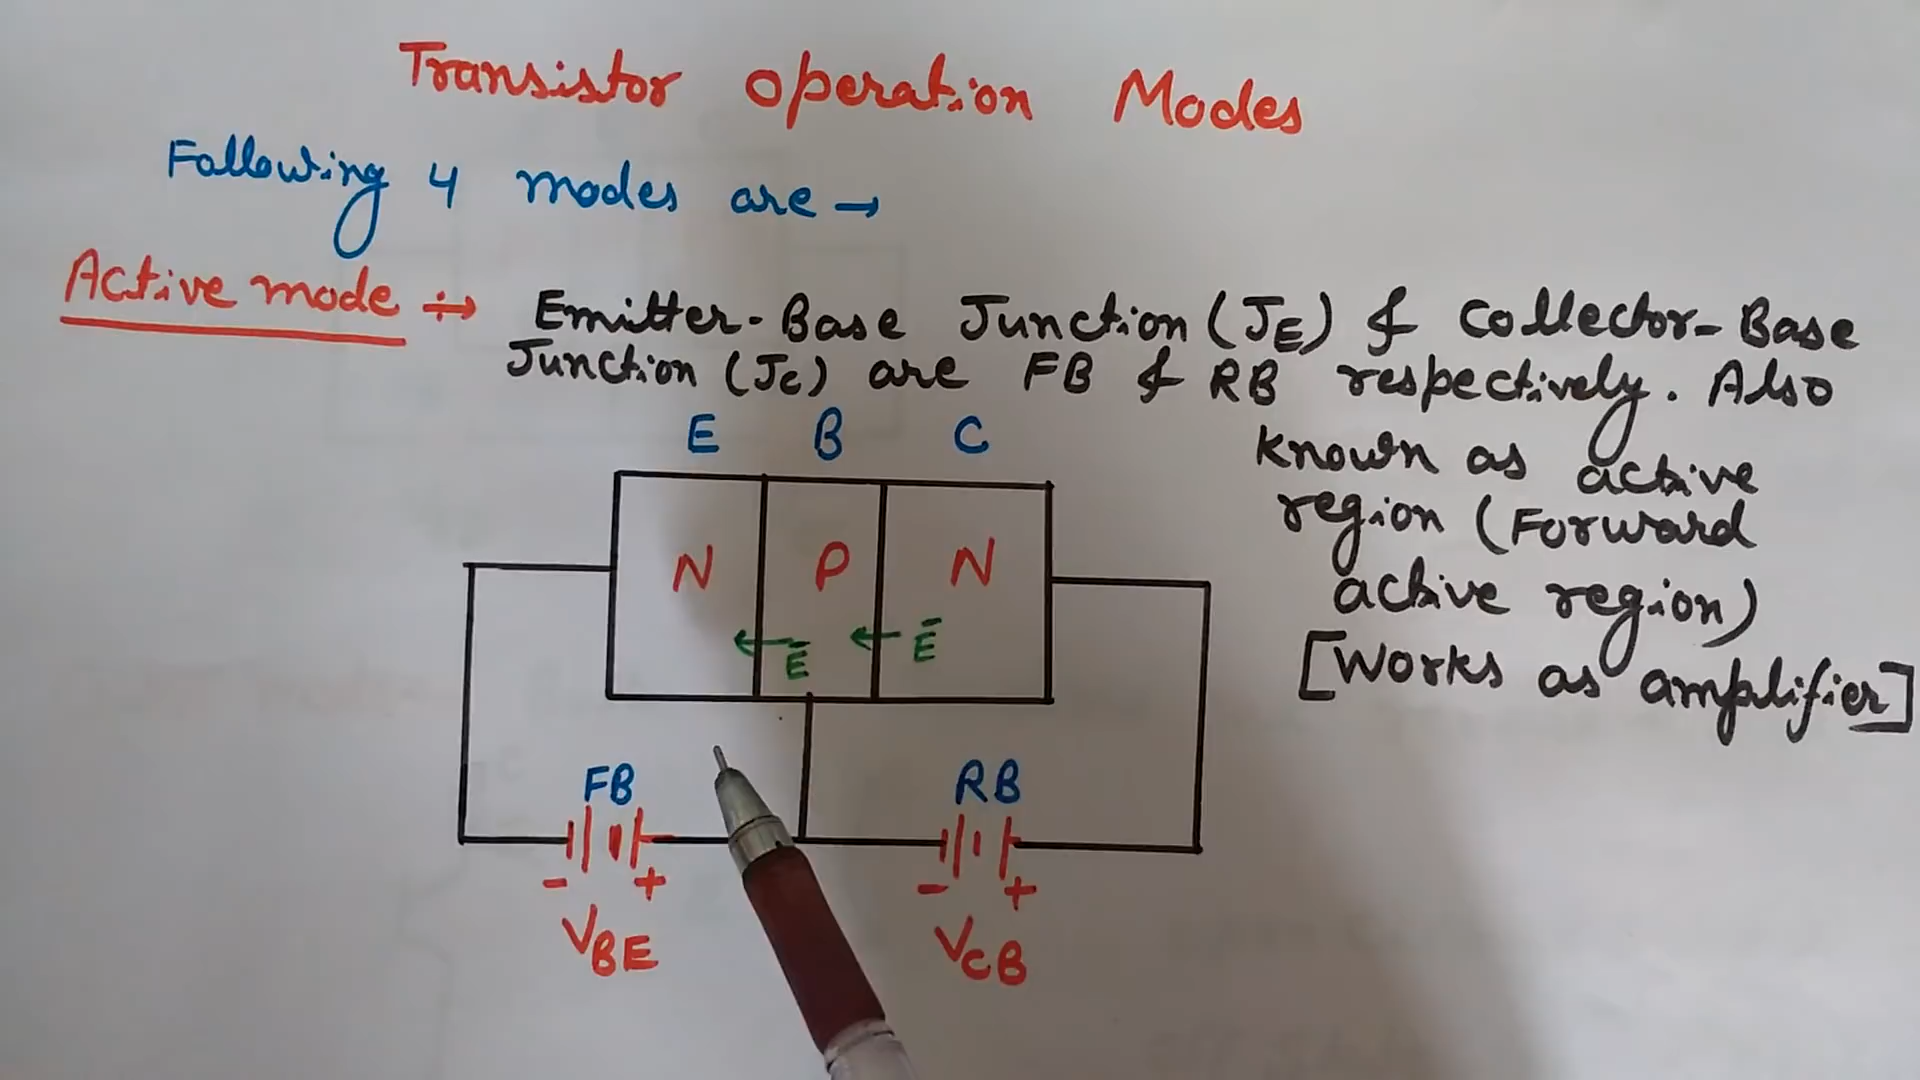 Transistor Operation Modes
Following 4 modes are →
Active mode ÷→ Emitter-Base Junction (JE) & Collector-Base
Junction (JC) are FB & RB respectively. Also
known as active
region (Forward
active region)
[Works as amplifier]
E B C
N P N
Ē Ē
FB RB
- + - +
VBE VCB